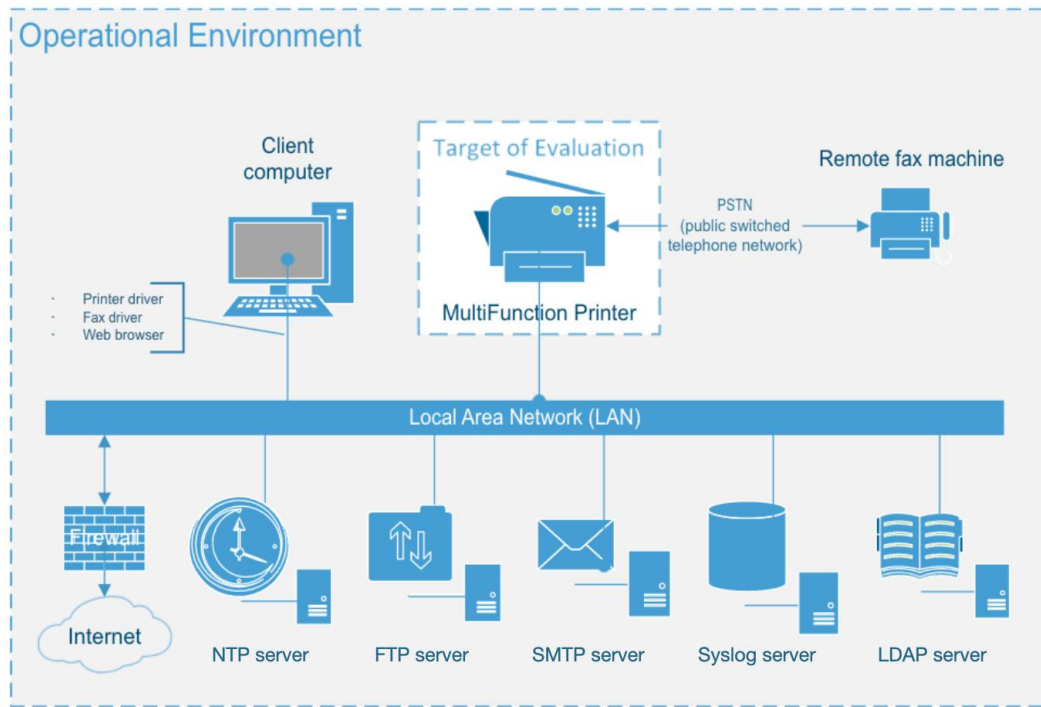 Operational Environment
Client
computer
Target of Evaluation
Remote fax machine
PSTN
(public switched
telephone network)
· Printer driver
· Fax driver
· Web browser
MultiFunction Printer
Local Area Network (LAN)
Firewall
Internet
NTP server
FTP server
SMTP server
Syslog server
LDAP server